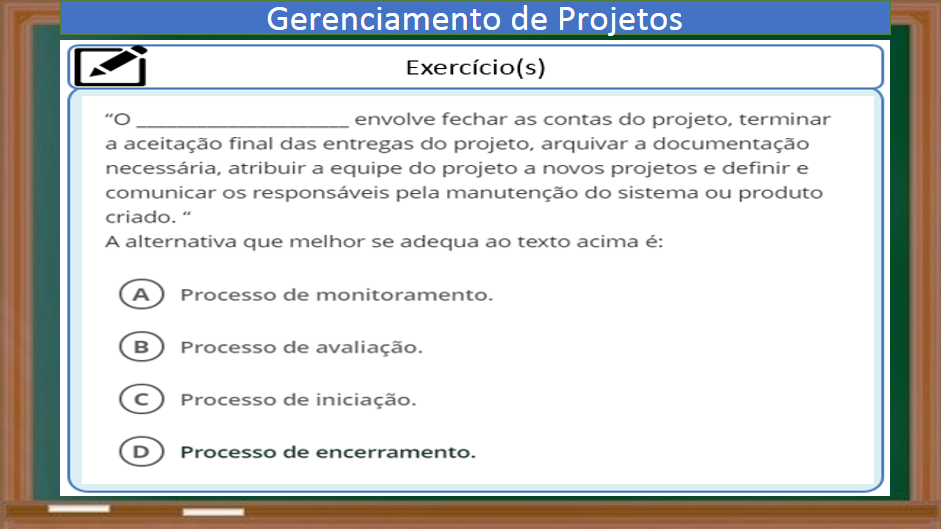 Gerenciamento de Projetos
Exercício(s)
“O ______________________ envolve fechar as contas do projeto, terminar
a aceitação final das entregas do projeto, arquivar a documentação
necessária, atribuir a equipe do projeto a novos projetos e definir e
comunicar os responsáveis pela manutenção do sistema ou produto
criado. “
A alternativa que melhor se adequa ao texto acima é:
A Processo de monitoramento.
B Processo de avaliação.
C Processo de iniciação.
D Processo de encerramento.